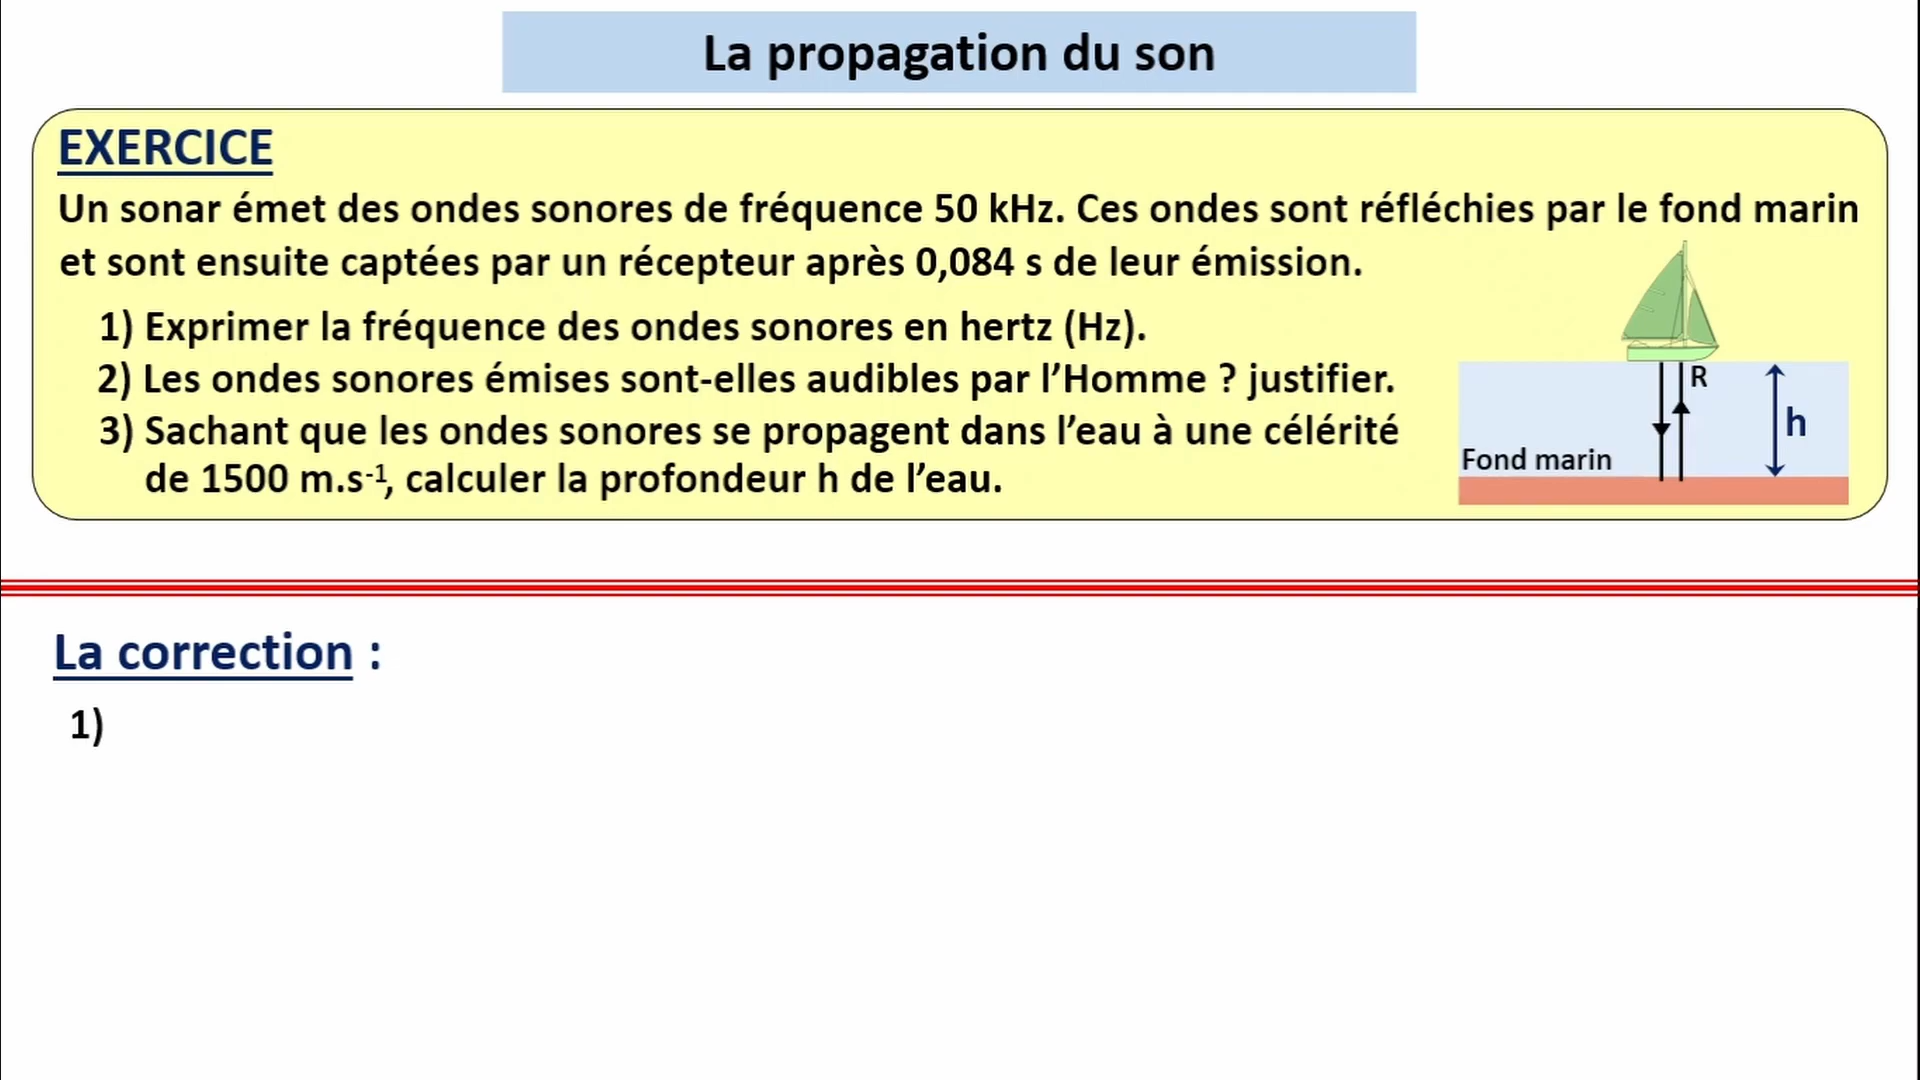 La propagation du son
EXERCICE
Un sonar émet des ondes sonores de fréquence 50 kHz. Ces ondes sont réfléchies par le fond marin
et sont ensuite captées par un récepteur après 0,084 s de leur émission.
1) Exprimer la fréquence des ondes sonores en hertz (Hz).
2) Les ondes sonores émises sont-elles audibles par l’Homme ? justifier.
3) Sachant que les ondes sonores se propagent dans l’eau à une célérité
de 1500 m.s⁻¹, calculer la profondeur h de l’eau.
R
h
Fond marin
La correction :
1)